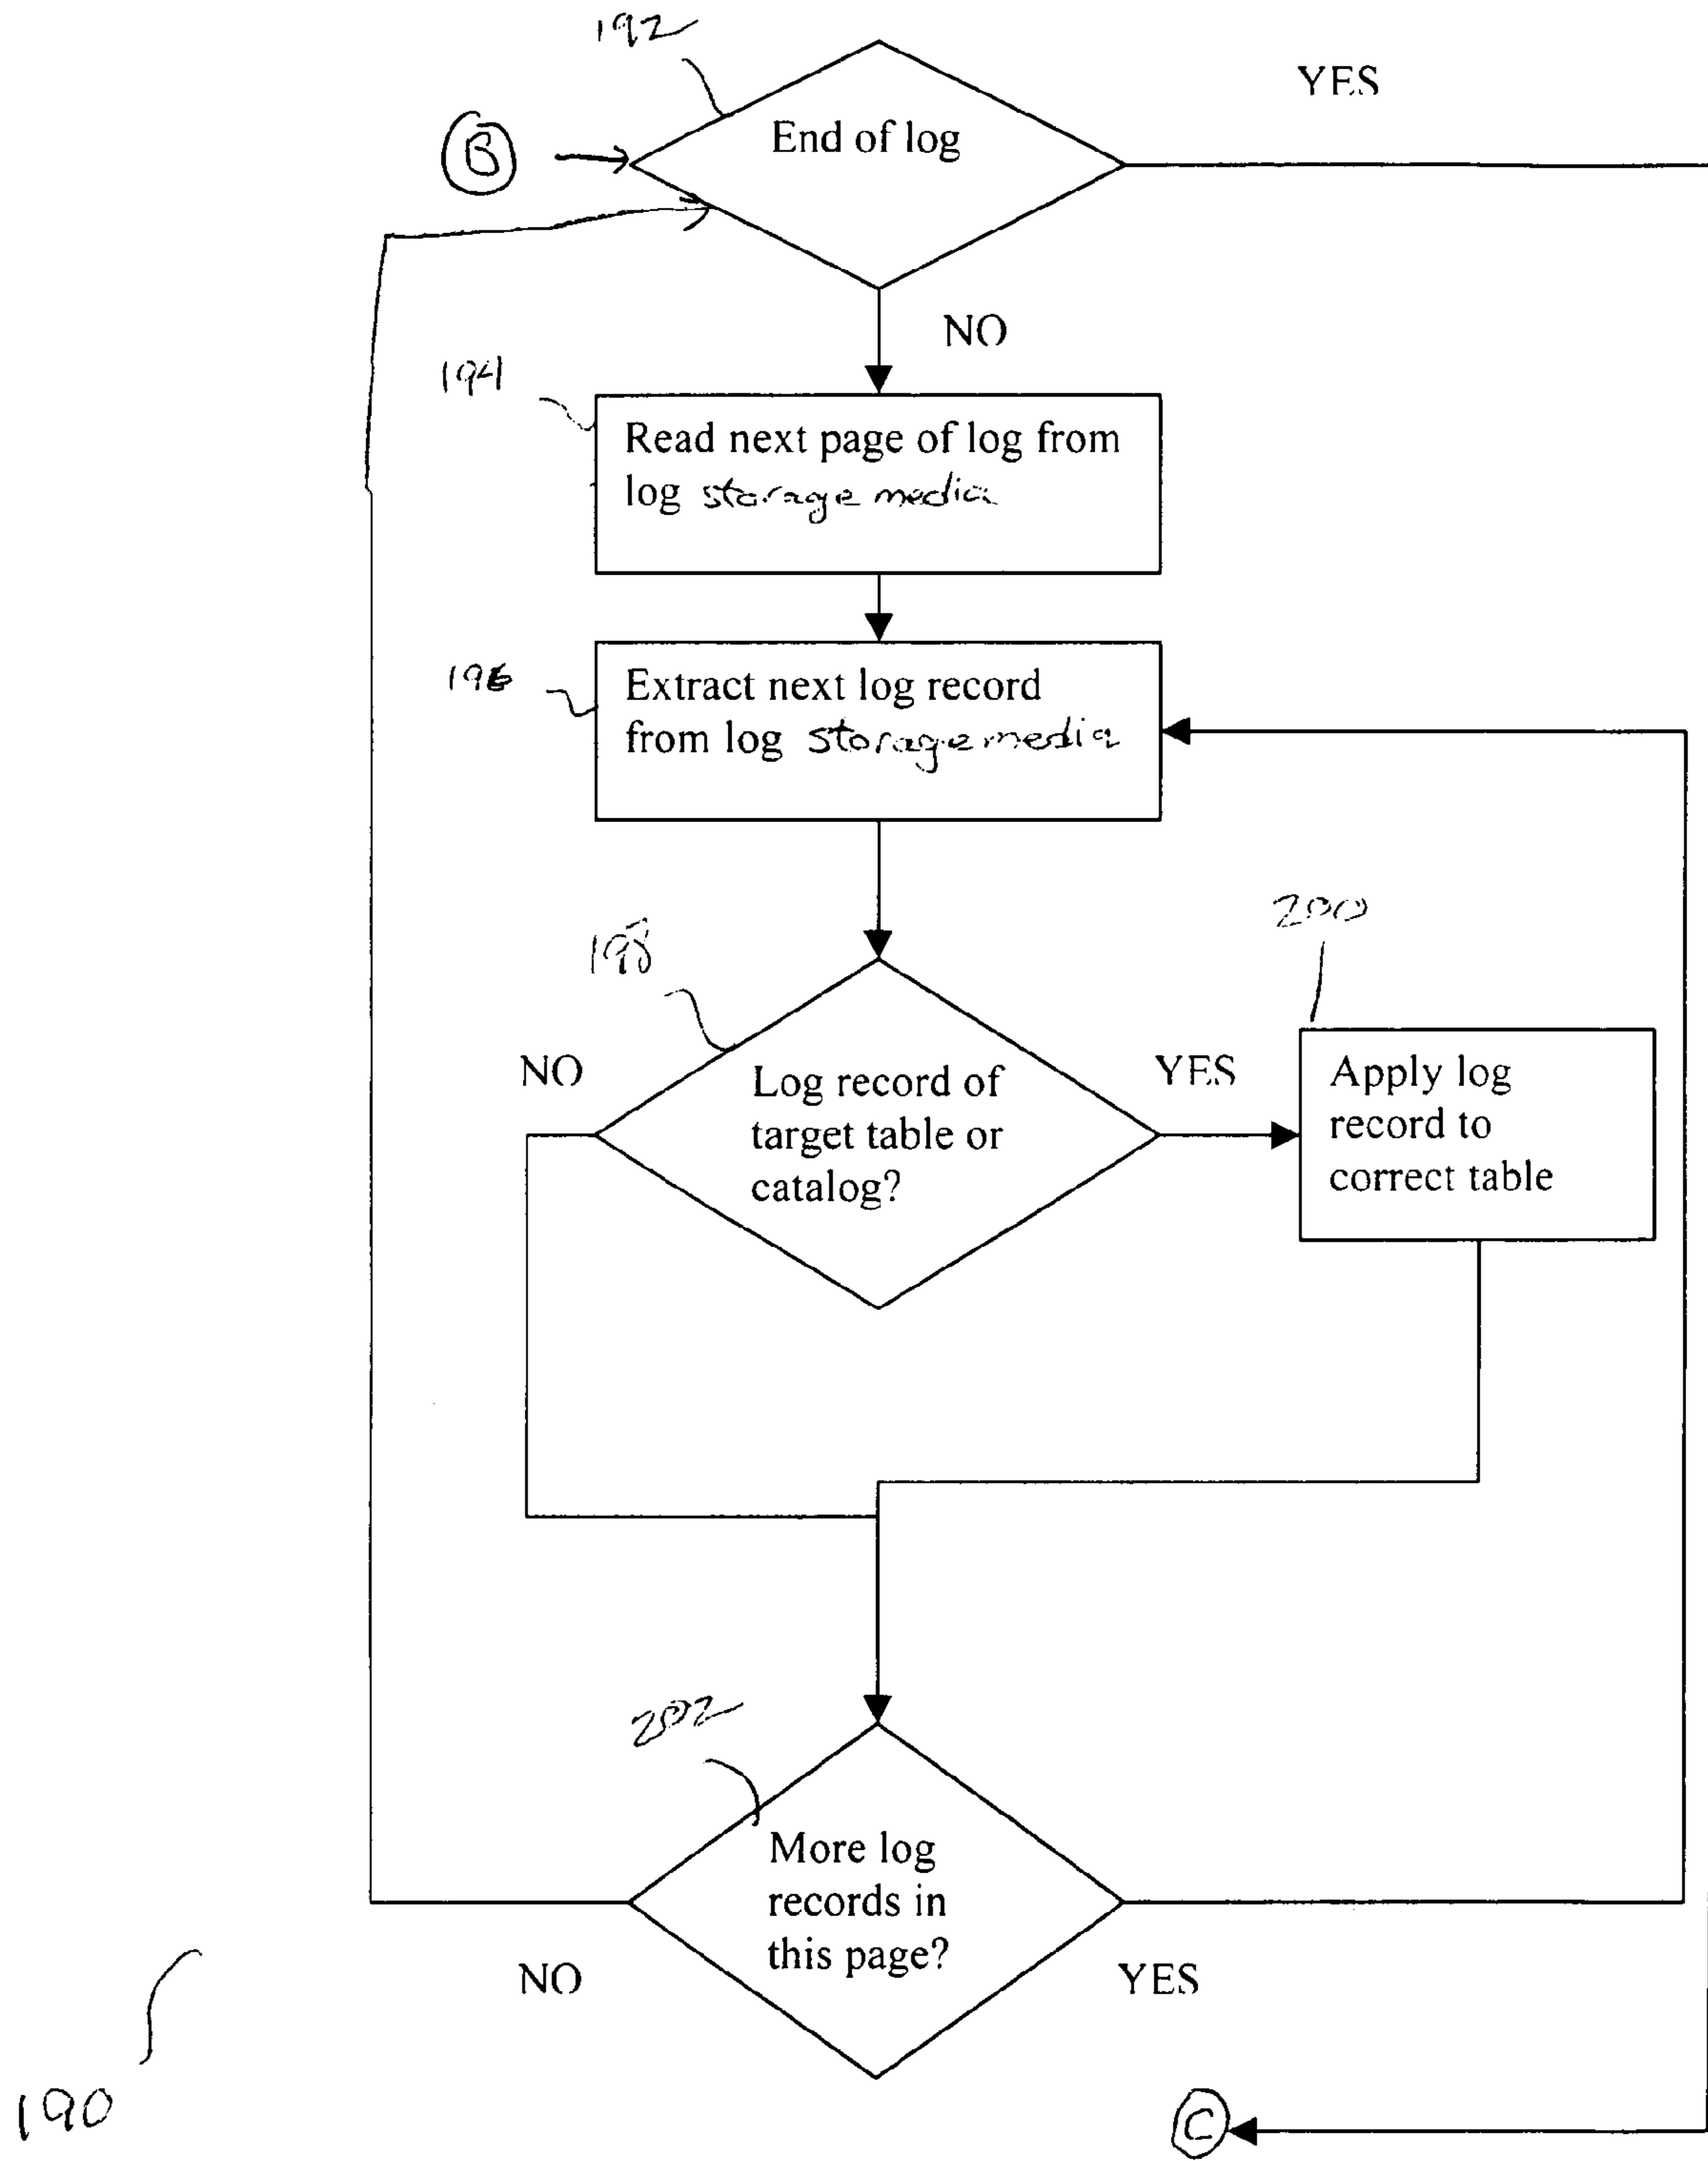 192
YES
B
End of log
NO
194
Read next page of log from
log storage media
196
Extract next log record
from log storage media
200
198
NO
YES
Log record of
target table or
catalog?
Apply log
record to
correct table
202
More log
records in
this page?
NO
YES
190
C